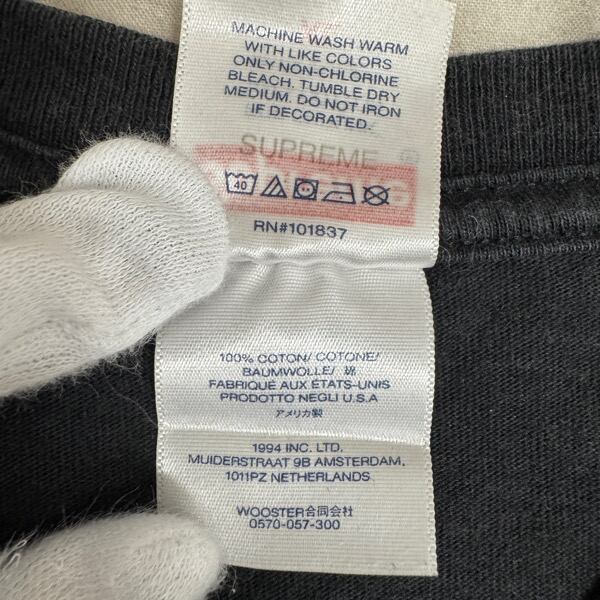 MACHINE WASH WARM
WITH LIKE COLORS
ONLY NON-CHLORINE
BLEACH. TUMBLE DRY
MEDIUM. DO NOT IRON
IF DECORATED.
SUPREME
40
RN#101837
100% COTON/ COTONE/
BAUMWOLLE/ 綿
FABRIQUE AUX ÉTATS-UNIS
PRODOTTO NEGLI U.S.A
アメリカ製
1994 INC. LTD.
MUIDERSTRAAT 9B AMSTERDAM,
1011PZ NETHERLANDS
WOOSTER合同会社
0570-057-300